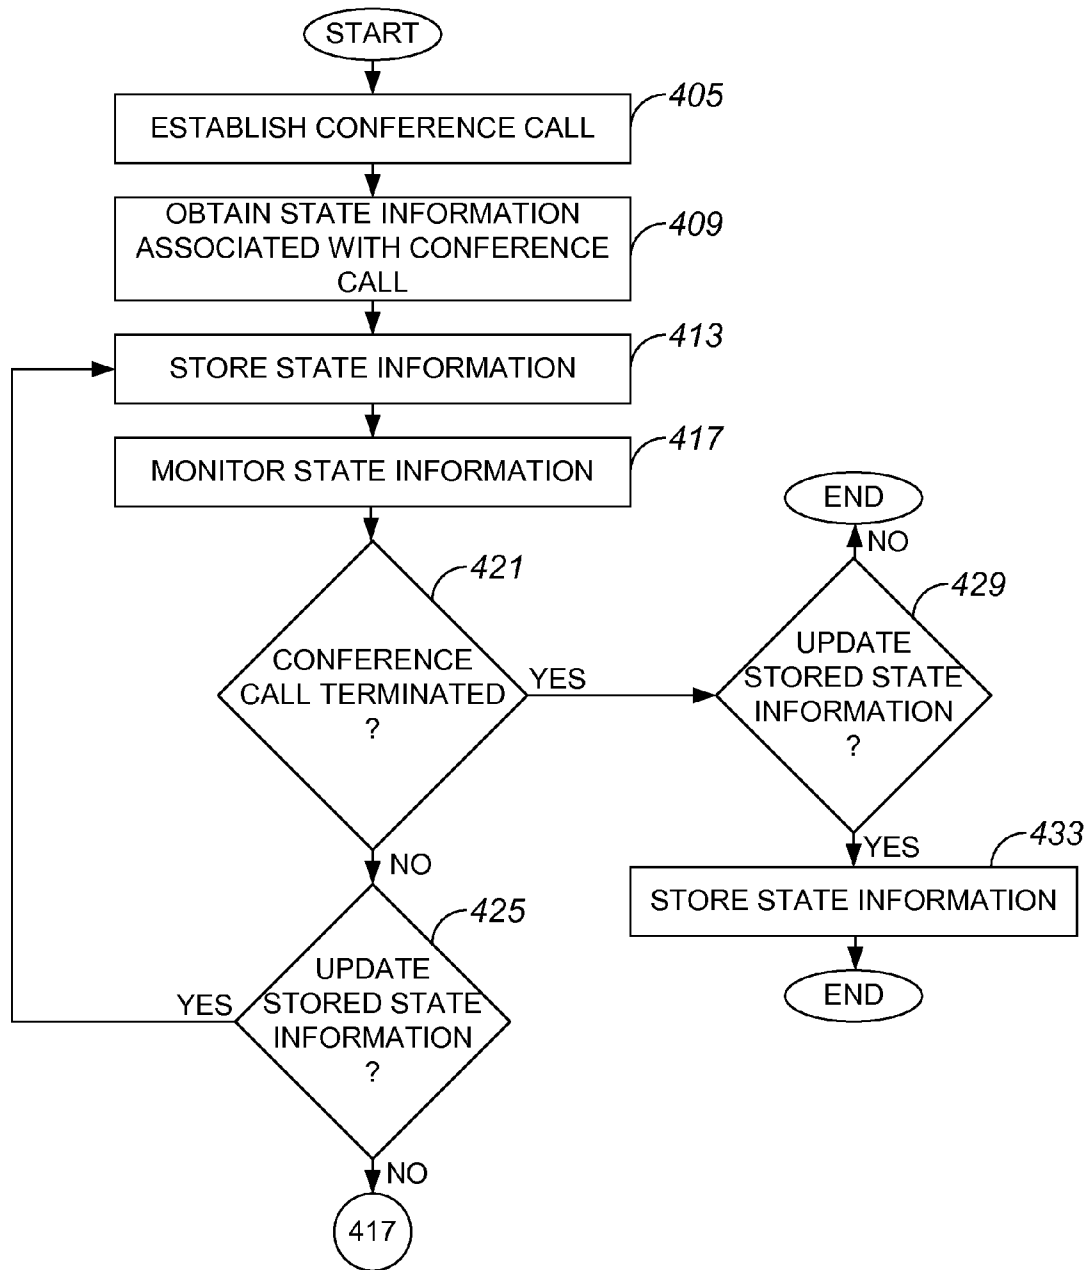 START
405
ESTABLISH CONFERENCE CALL
OBTAIN STATE INFORMATION
ASSOCIATED WITH CONFERENCE
CALL
409
413
STORE STATE INFORMATION
417
MONITOR STATE INFORMATION
421
CONFERENCE
CALL TERMINATED
?
YES
NO
END
NO
429
UPDATE
STORED STATE
INFORMATION
?
YES
433
STORE STATE INFORMATION
END
425
UPDATE
STORED STATE
INFORMATION
?
YES
NO
417